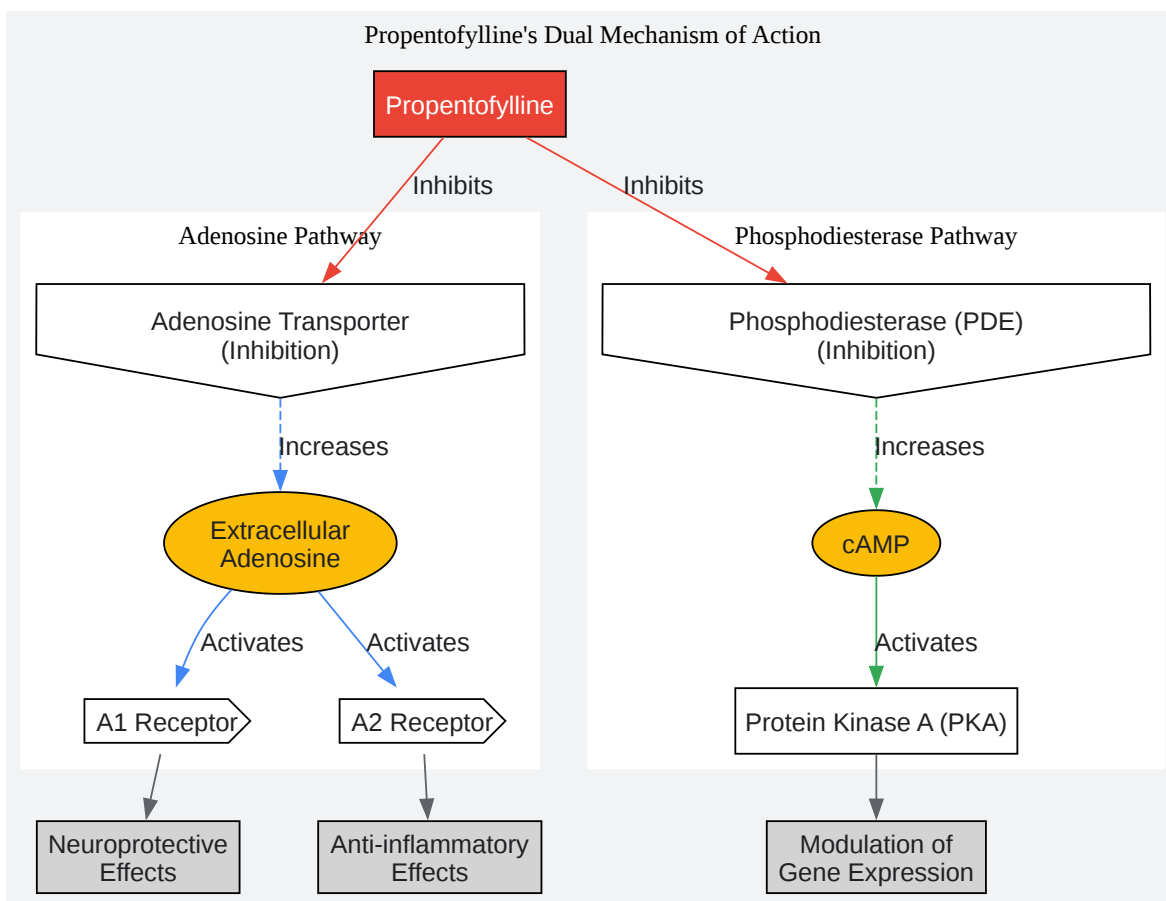 Propentofylline's Dual Mechanism of Action
Propentofylline
Inhibits
Inhibits
Adenosine Pathway
Adenosine Transporter
(Inhibition)
Increases
Extracellular
Adenosine
Activates
Activates
A1 Receptor
A2 Receptor
Neuroprotective
Effects
Anti-inflammatory
Effects
Phosphodiesterase Pathway
Phosphodiesterase (PDE)
(Inhibition)
Increases
cAMP
Activates
Protein Kinase A (PKA)
Modulation of
Gene Expression